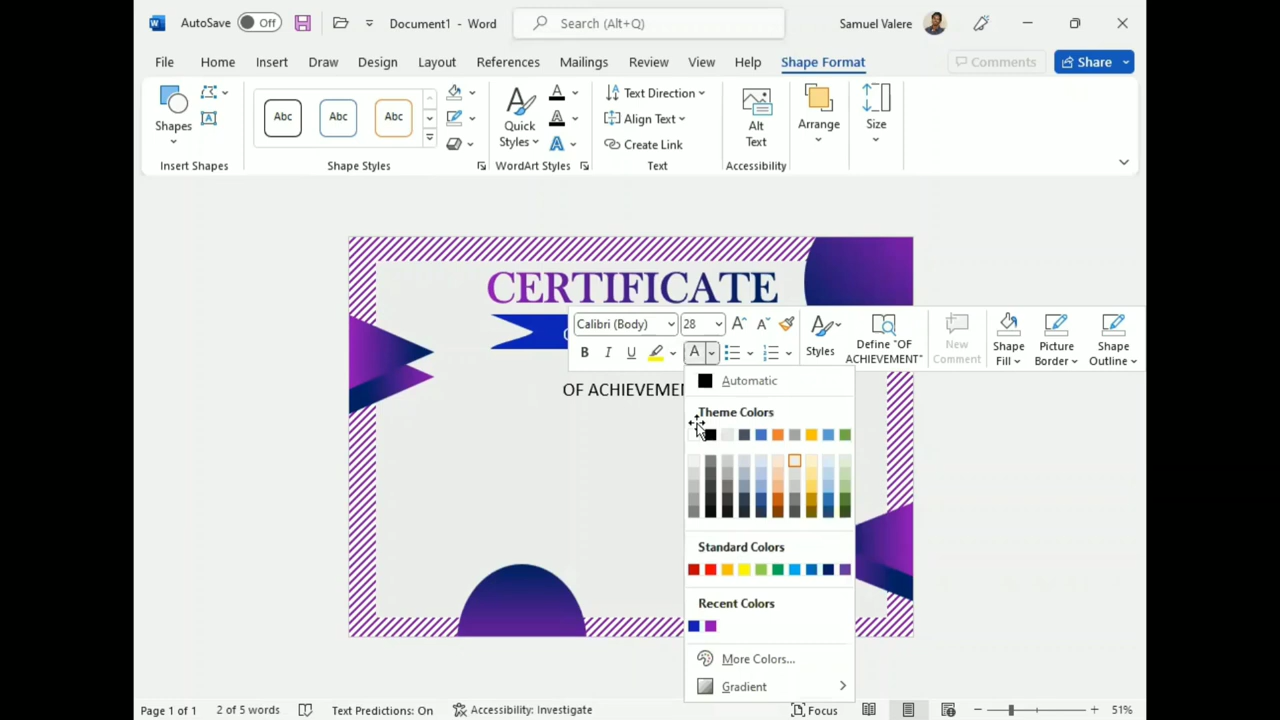 AutoSave Off Document1 - Word Search (Alt+Q) Samuel Valere
File Home Insert Draw Design Layout References Mailings Review View Help Shape Format Comments Share
Shapes
Abc Abc Abc
Quick
Styles
Text Direction
Align Text
Create Link
Alt
Text
Arrange
Size
Insert Shapes Shape Styles WordArt Styles Text Accessibility
CERTIFICATE
Calibri (Body) 28
B I U A
Styles
Define "OF
ACHIEVEMENT"
New
Comment
Shape
Fill
Picture
Border
Shape
Outline
OF ACHIEVEME
Automatic
Theme Colors
Standard Colors
Recent Colors
More Colors...
Gradient
Page 1 of 1 2 of 5 words Text Predictions: On Accessibility: Investigate Focus 51%